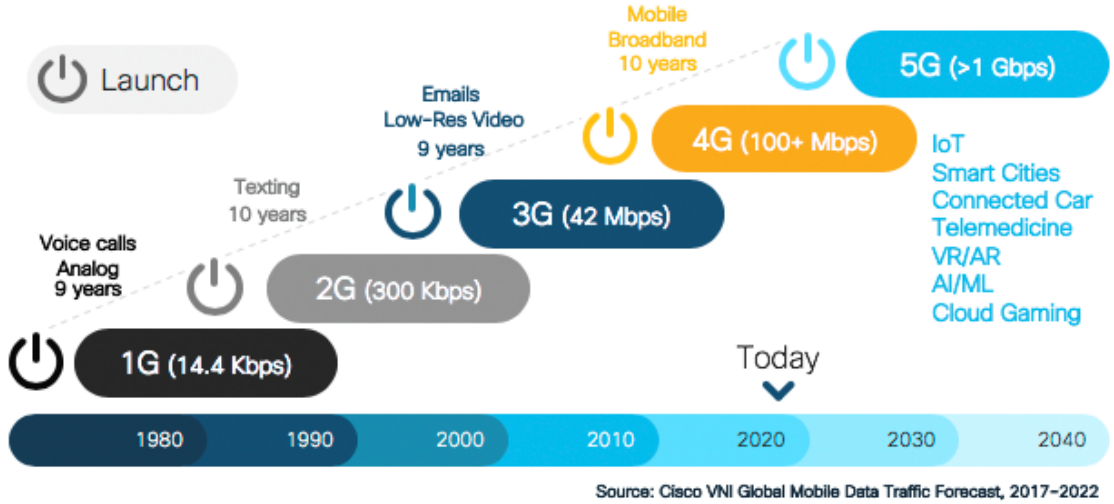 Launch
Mobile
Broadband
10 years
5G (>1 Gbps)
Emails
Low-Res Video
9 years
4G (100+ Mbps)
IoT
Smart Cities
Connected Car
Telemedicine
VR/AR
AI/ML
Cloud Gaming
Texting
10 years
3G (42 Mbps)
Voice calls
Analog
9 years
2G (300 Kbps)
1G (14.4 Kbps)
Today
1980 1990 2000 2010 2020 2030 2040
Source: Cisco VNI Global Mobile Data Traffic Forecast, 2017-2022